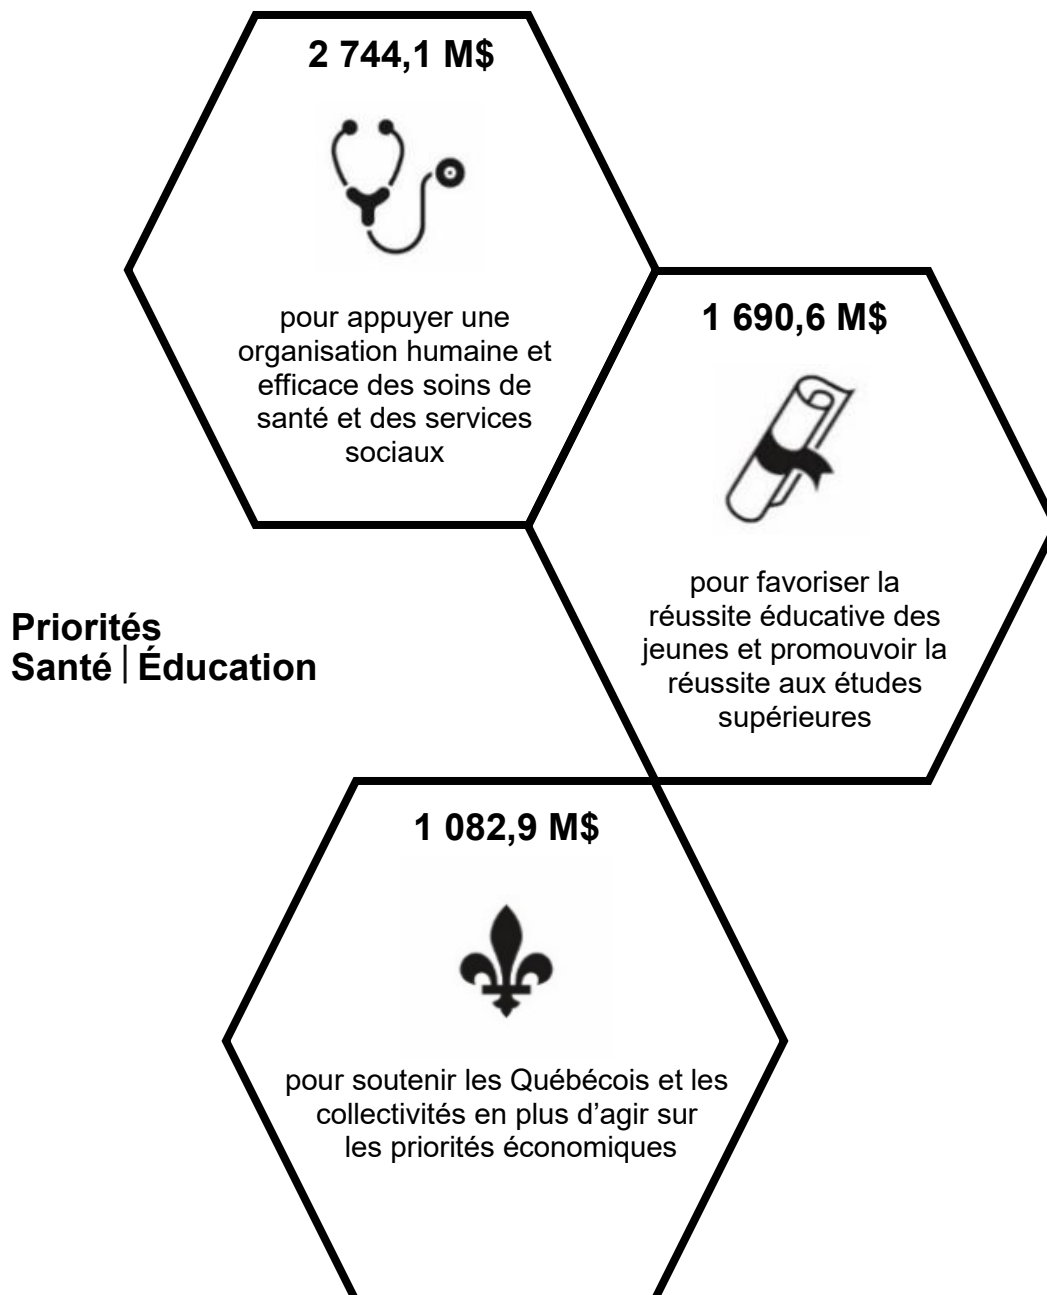 2 744,1 M$
pour appuyer une
organisation humaine et
efficace des soins de
santé et des services
sociaux
1 690,6 M$
pour favoriser la
réussite éducative des
jeunes et promouvoir la
réussite aux études
supérieures
Priorités
Santé | Éducation
1 082,9 M$
pour soutenir les Québécois et les
collectivités en plus d’agir sur
les priorités économiques